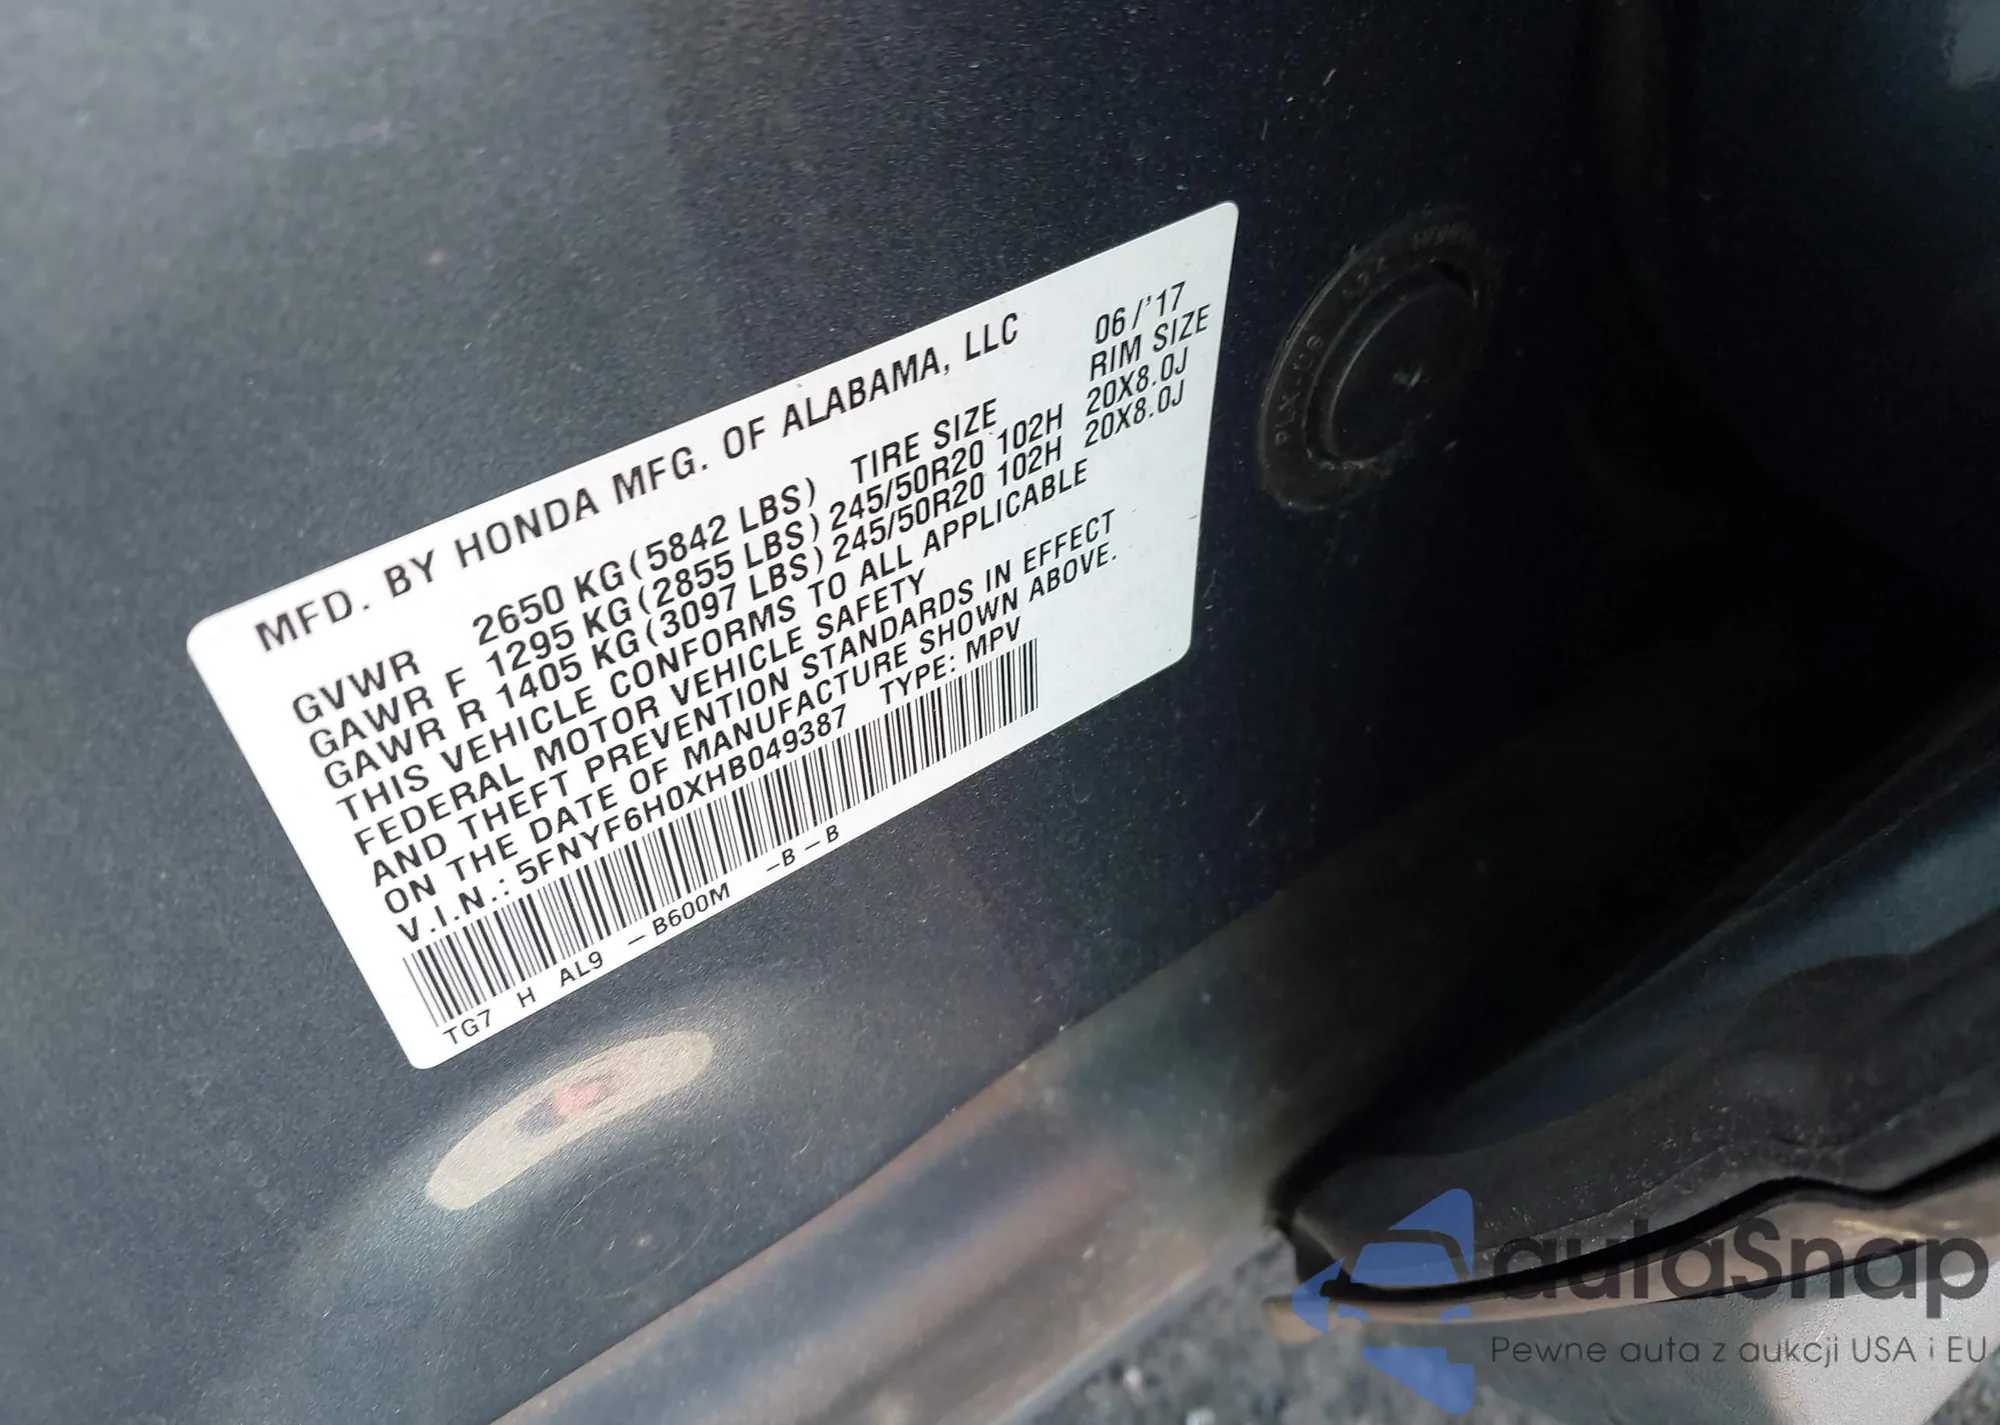 MFD. BY HONDA MFG. OF ALABAMA, LLC 06/'17
GVWR 2650 KG(5842 LBS) TIRE SIZE RIM SIZE
GAWR F 1295 KG(2855 LBS)245/50R20 102H 20X8.0J
GAWR R 1405 KG(3097 LBS)245/50R20 102H 20X8.0J
THIS VEHICLE CONFORMS TO ALL APPLICABLE
FEDERAL MOTOR VEHICLE SAFETY
AND THEFT PREVENTION STANDARDS IN EFFECT
ON THE DATE OF MANUFACTURE SHOWN ABOVE.
V.I.N.: 5FNYF6H0XHB049387 TYPE: MPV
TG7 H AL9 –B600M –B–B
autaSnap
Pewne auta z aukcji USA i EU